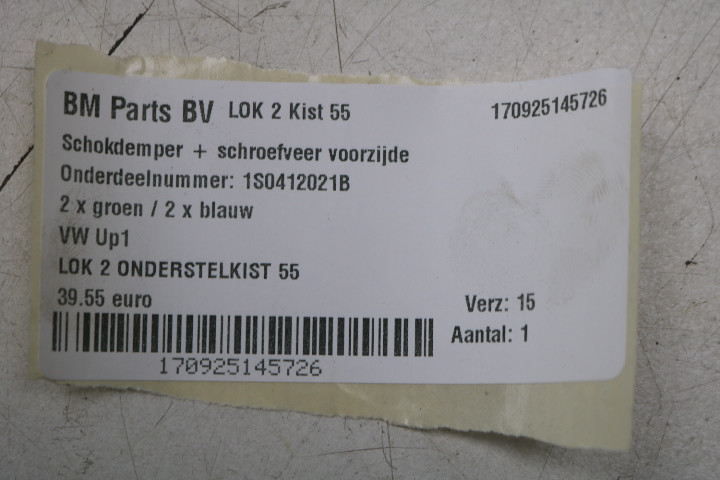 BM Parts BV LOK 2 Kist 55 170925145726
Schokdemper + schroefveer voorzijde
Onderdeelnummer: 1S0412021B
2 x groen / 2 x blauw
VW Up1
LOK 2 ONDERSTELKIST 55
39.55 euro Verz: 15
Aantal: 1
170925145726